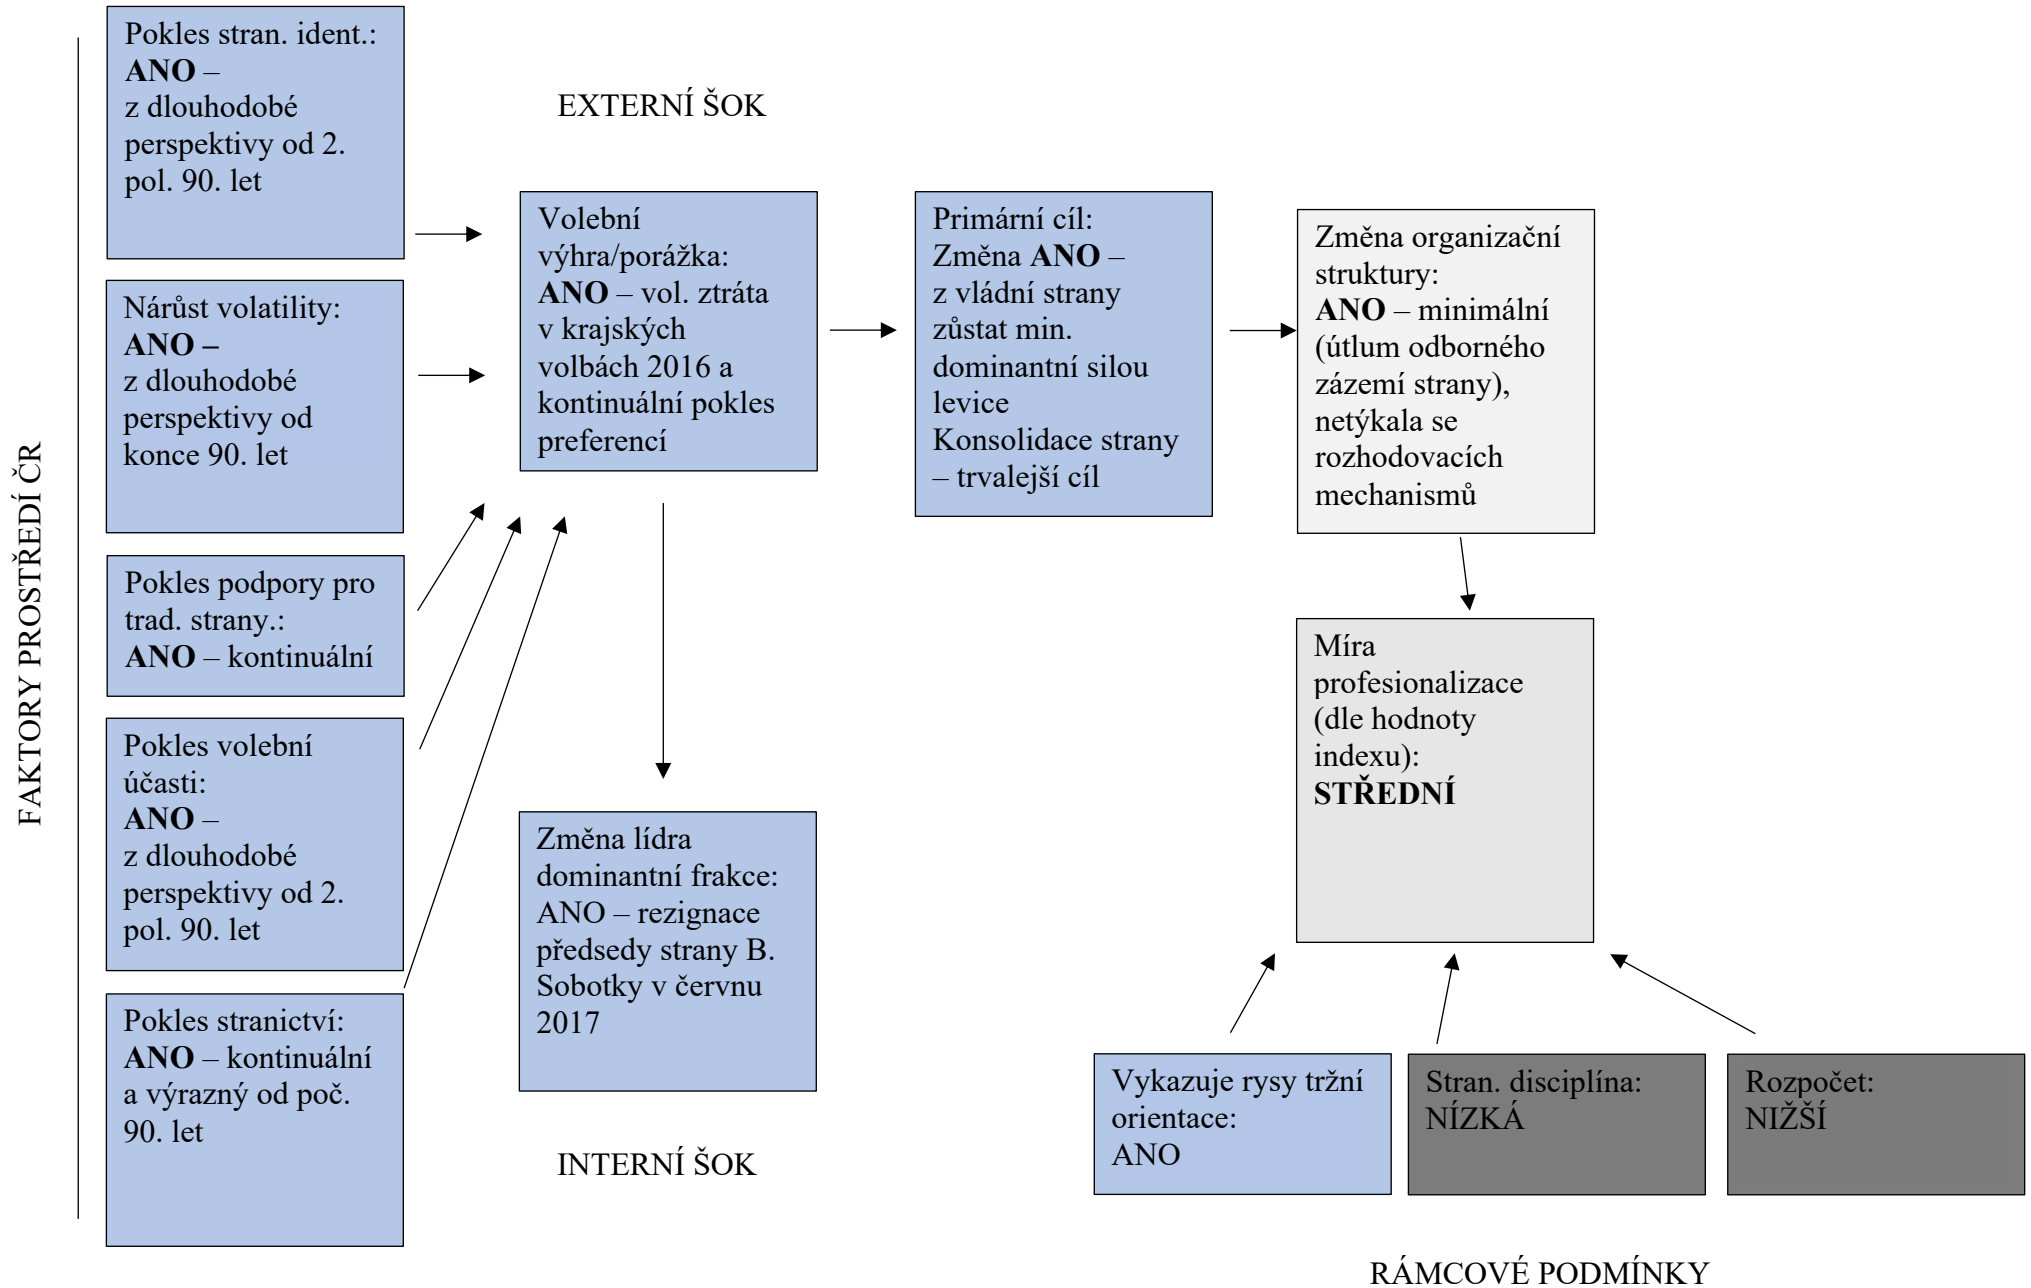 FAKTORY PROSTŘEDÍ ČR
Pokles stran. ident.:
ANO –
z dlouhodobé
perspektivy od 2.
pol. 90. let
Nárůst volatility:
ANO –
z dlouhodobé
perspektivy od
konce 90. let
Pokles podpory pro
trad. strany.:
ANO – kontinuální
Pokles volební
účasti:
ANO –
z dlouhodobé
perspektivy od 2.
pol. 90. let
Pokles stranictví:
ANO – kontinuální
a výrazný od poč.
90. let
EXTERNÍ ŠOK
Volební
výhra/porážka:
ANO – vol. ztráta
v krajských
volbách 2016 a
kontinuální pokles
preferencí
Změna lídra
dominantní frakce:
ANO – rezignace
předsedy strany B.
Sobotky v červnu
2017
INTERNÍ ŠOK
Primární cíl:
Změna ANO –
z vládní strany
zůstat min.
dominantní silou
levice
Konsolidace strany
– trvalejší cíl
Změna organizační
struktury:
ANO – minimální
(útlum odborného
zázemí strany),
netýkala se
rozhodovacích
mechanismů
Míra
profesionalizace
(dle hodnoty
indexu):
STŘEDNÍ
Vykazuje rysy tržní
orientace:
ANO
Stran. disciplína:
NÍZKÁ
Rozpočet:
NIŽŠÍ
RÁMCOVÉ PODMÍNKY